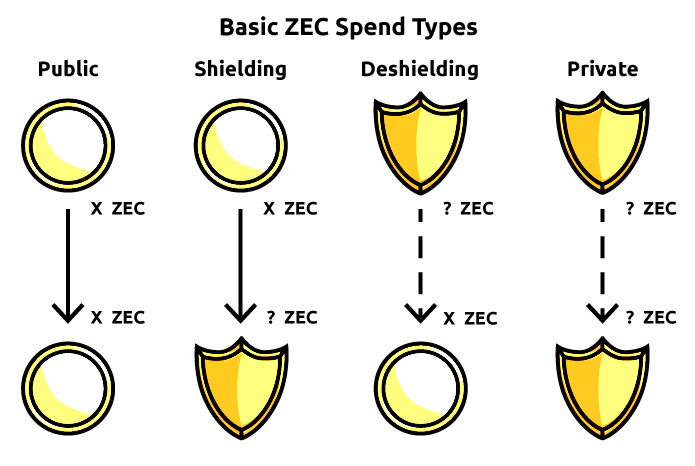 Basic ZEC Spend Types
Public Shielding Deshielding Private
X ZEC X ZEC ? ZEC ? ZEC
X ZEC ? ZEC X ZEC ? ZEC